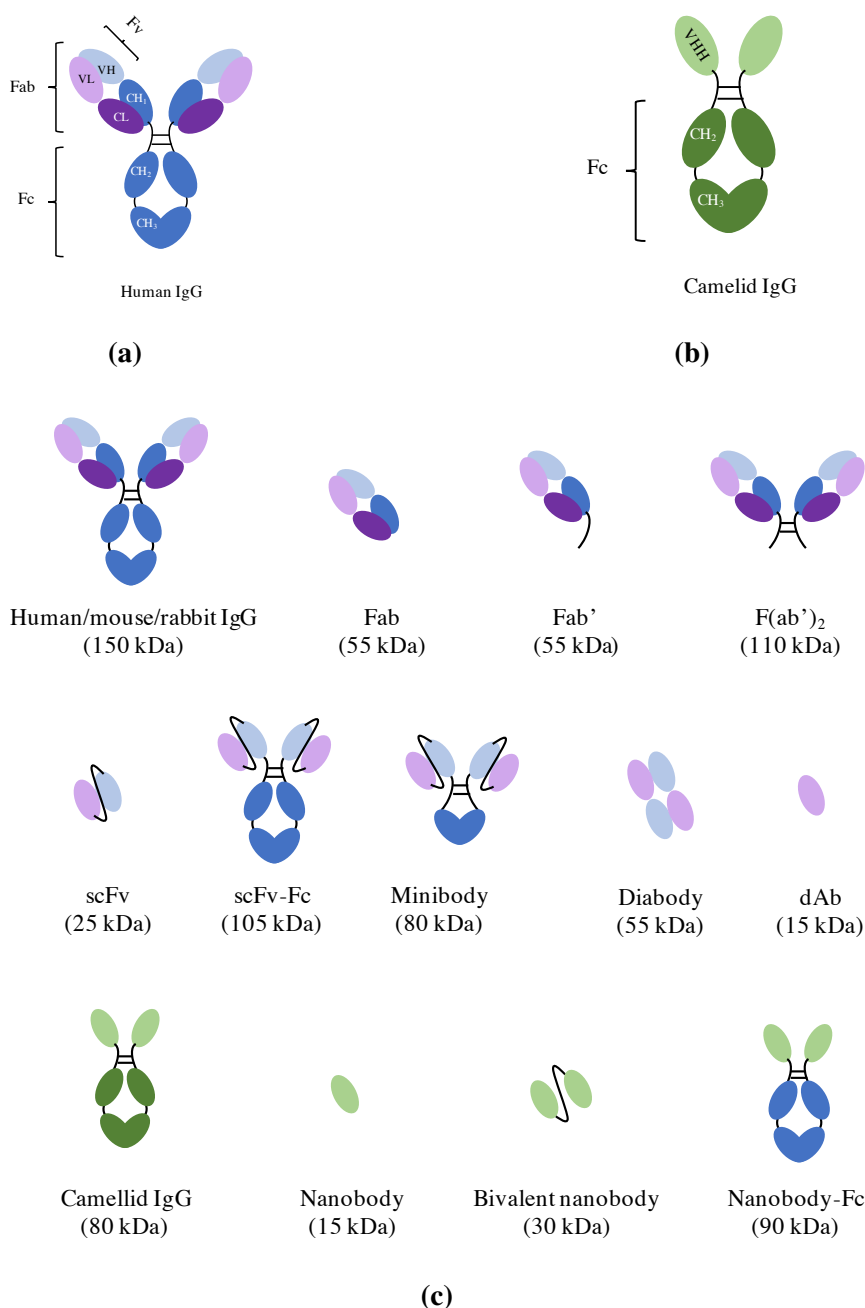 Fv
Fab
VH
VL
CH₁
CL
Fc
CH₂
CH₃
Human IgG
(a)
VHH
Fc
CH₂
CH₃
Camelid IgG
(b)
Human/mouse/rabbit IgG
(150 kDa)
Fab
(55 kDa)
Fab’
(55 kDa)
F(ab’)₂
(110 kDa)
scFv
(25 kDa)
scFv-Fc
(105 kDa)
Minibody
(80 kDa)
Diabody
(55 kDa)
dAb
(15 kDa)
Camellid IgG
(80 kDa)
Nanobody
(15 kDa)
Bivalent nanobody
(30 kDa)
Nanobody-Fc
(90 kDa)
(c)